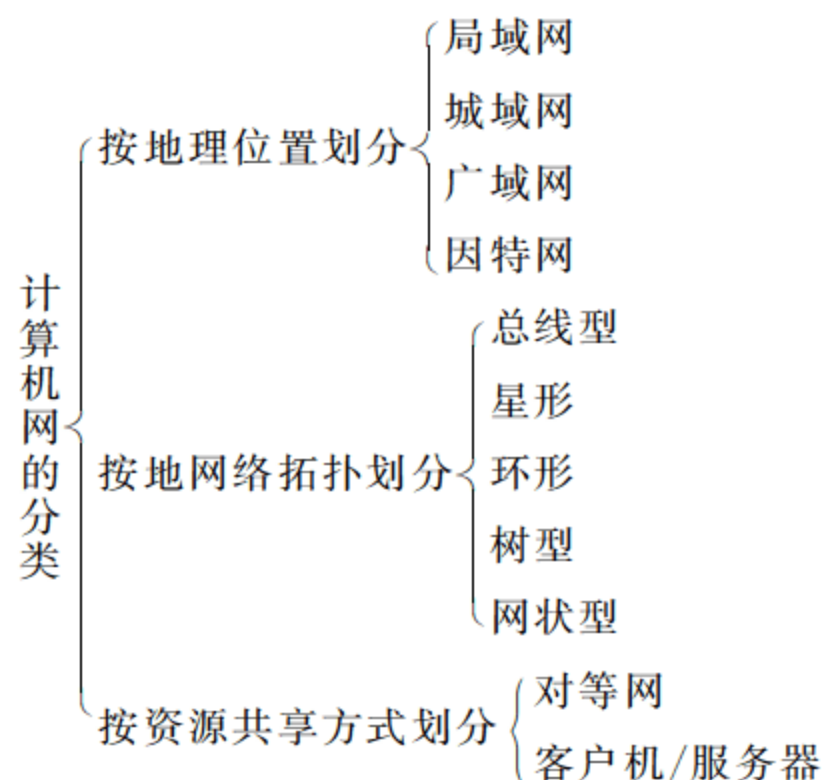 计算机网的分类
按地理位置划分
局域网
城域网
广域网
因特网
按地网络拓扑划分
总线型
星形
环形
树型
网状型
按资源共享方式划分
对等网
客户机/服务器